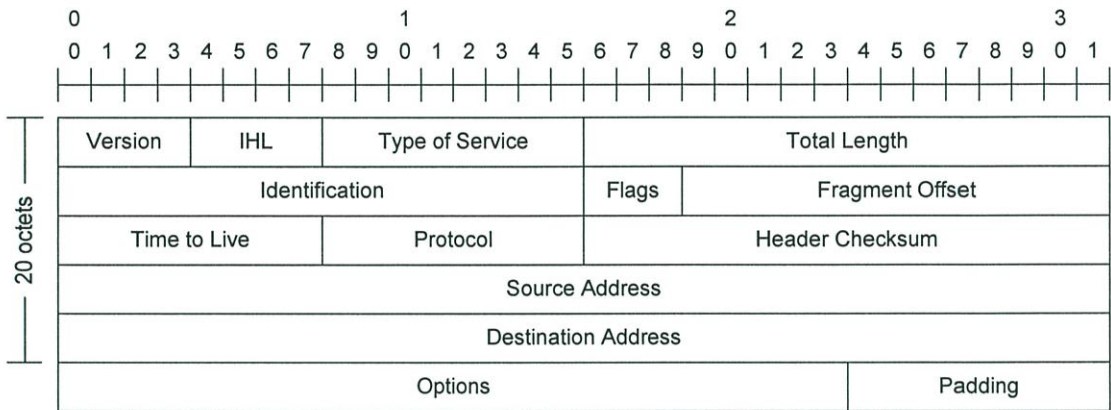 0 1 2 3
0 1 2 3 4 5 6 7 8 9 0 1 2 3 4 5 6 7 8 9 0 1 2 3 4 5 6 7 8 9 0 1
Version IHL Type of Service Total Length
Identification Flags Fragment Offset
Time to Live Protocol Header Checksum
Source Address
Destination Address
Options Padding
20 octets